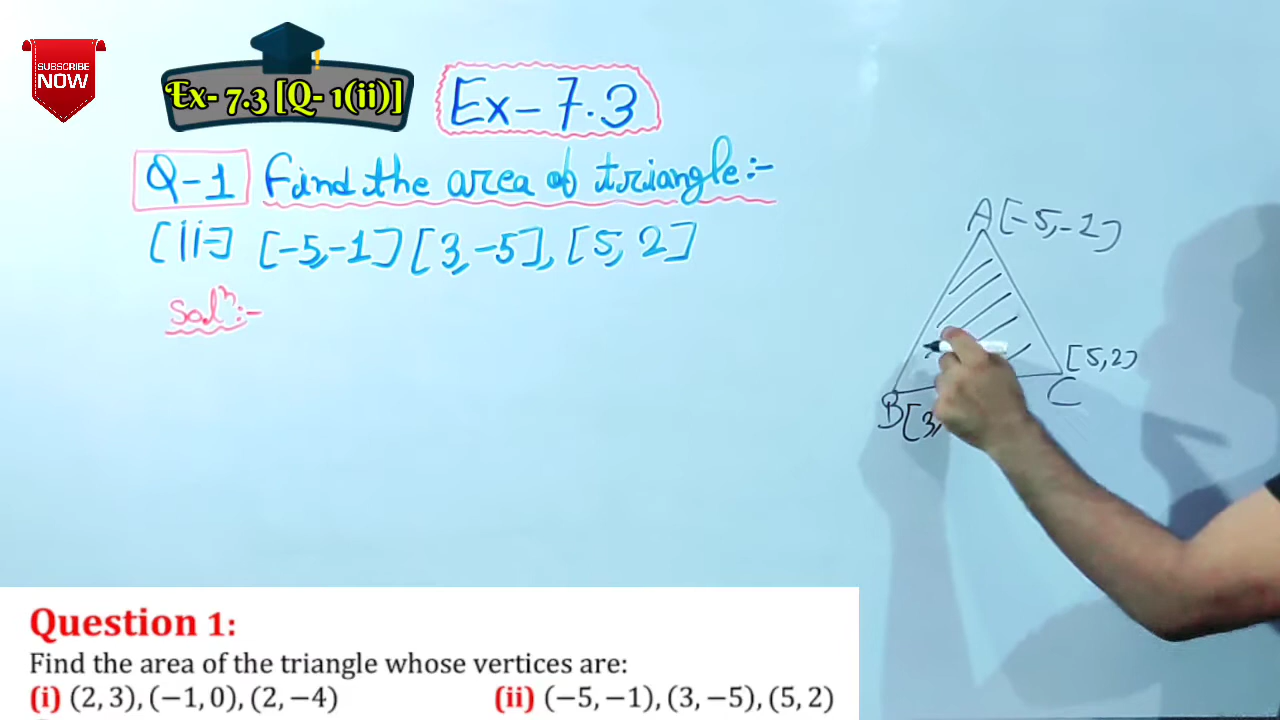 SUBSCRIBE
NOW
Ex- 7.3 [Q- 1(ii)]
Ex- 7.3
Q-1 Find the area of triangle:-
[ii-] [-5,-1] [3,-5], [5, 2]
Solⁿ:-
A [-5,-1]
[5,2]
C
B [3,
Question 1:
Find the area of the triangle whose vertices are:
(i) (2, 3), (−1, 0), (2, −4) (ii) (−5, −1), (3, −5), (5, 2)